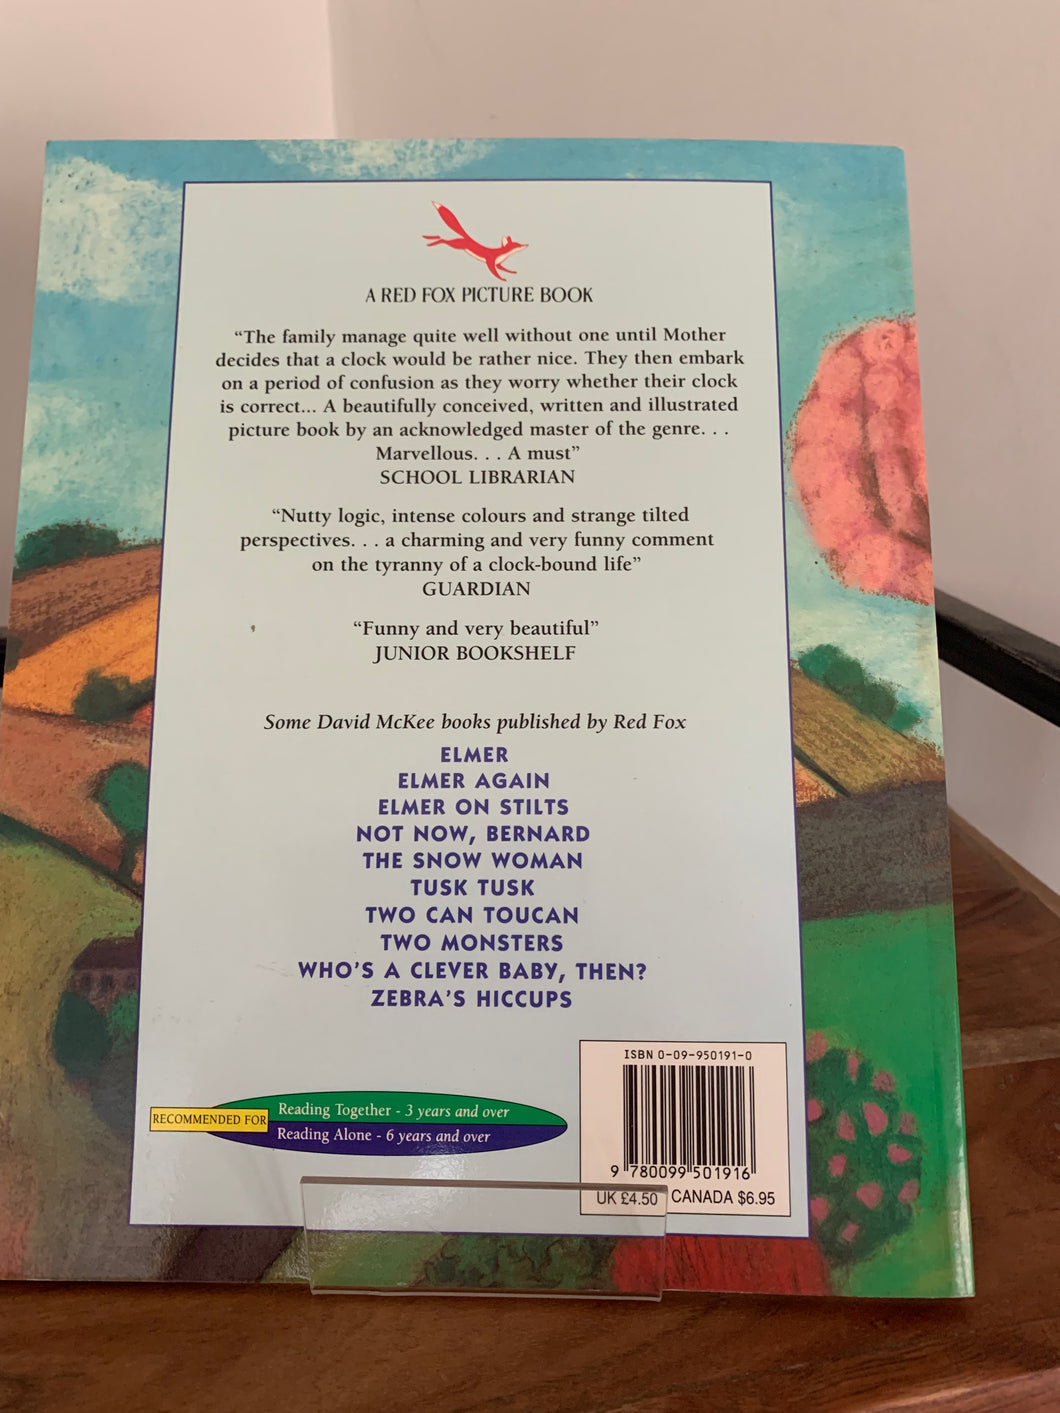 A RED FOX PICTURE BOOK
“The family manage quite well without one until Mother
decides that a clock would be rather nice. They then embark
on a period of confusion as they worry whether their clock
is correct... A beautifully conceived, written and illustrated
picture book by an acknowledged master of the genre. . .
Marvellous. . . A must”
SCHOOL LIBRARIAN
“Nutty logic, intense colours and strange tilted
perspectives. . . a charming and very funny comment
on the tyranny of a clock-bound life”
GUARDIAN
“Funny and very beautiful”
JUNIOR BOOKSHELF
Some David McKee books published by Red Fox
ELMER
ELMER AGAIN
ELMER ON STILTS
NOT NOW, BERNARD
THE SNOW WOMAN
TUSK TUSK
TWO CAN TOUCAN
TWO MONSTERS
WHO'S A CLEVER BABY, THEN?
ZEBRA'S HICCUPS
RECOMMENDED FOR
Reading Together - 3 years and over
Reading Alone - 6 years and over
ISBN 0-09-950191-0
9 780099 501916
UK £4.50 CANADA $6.95